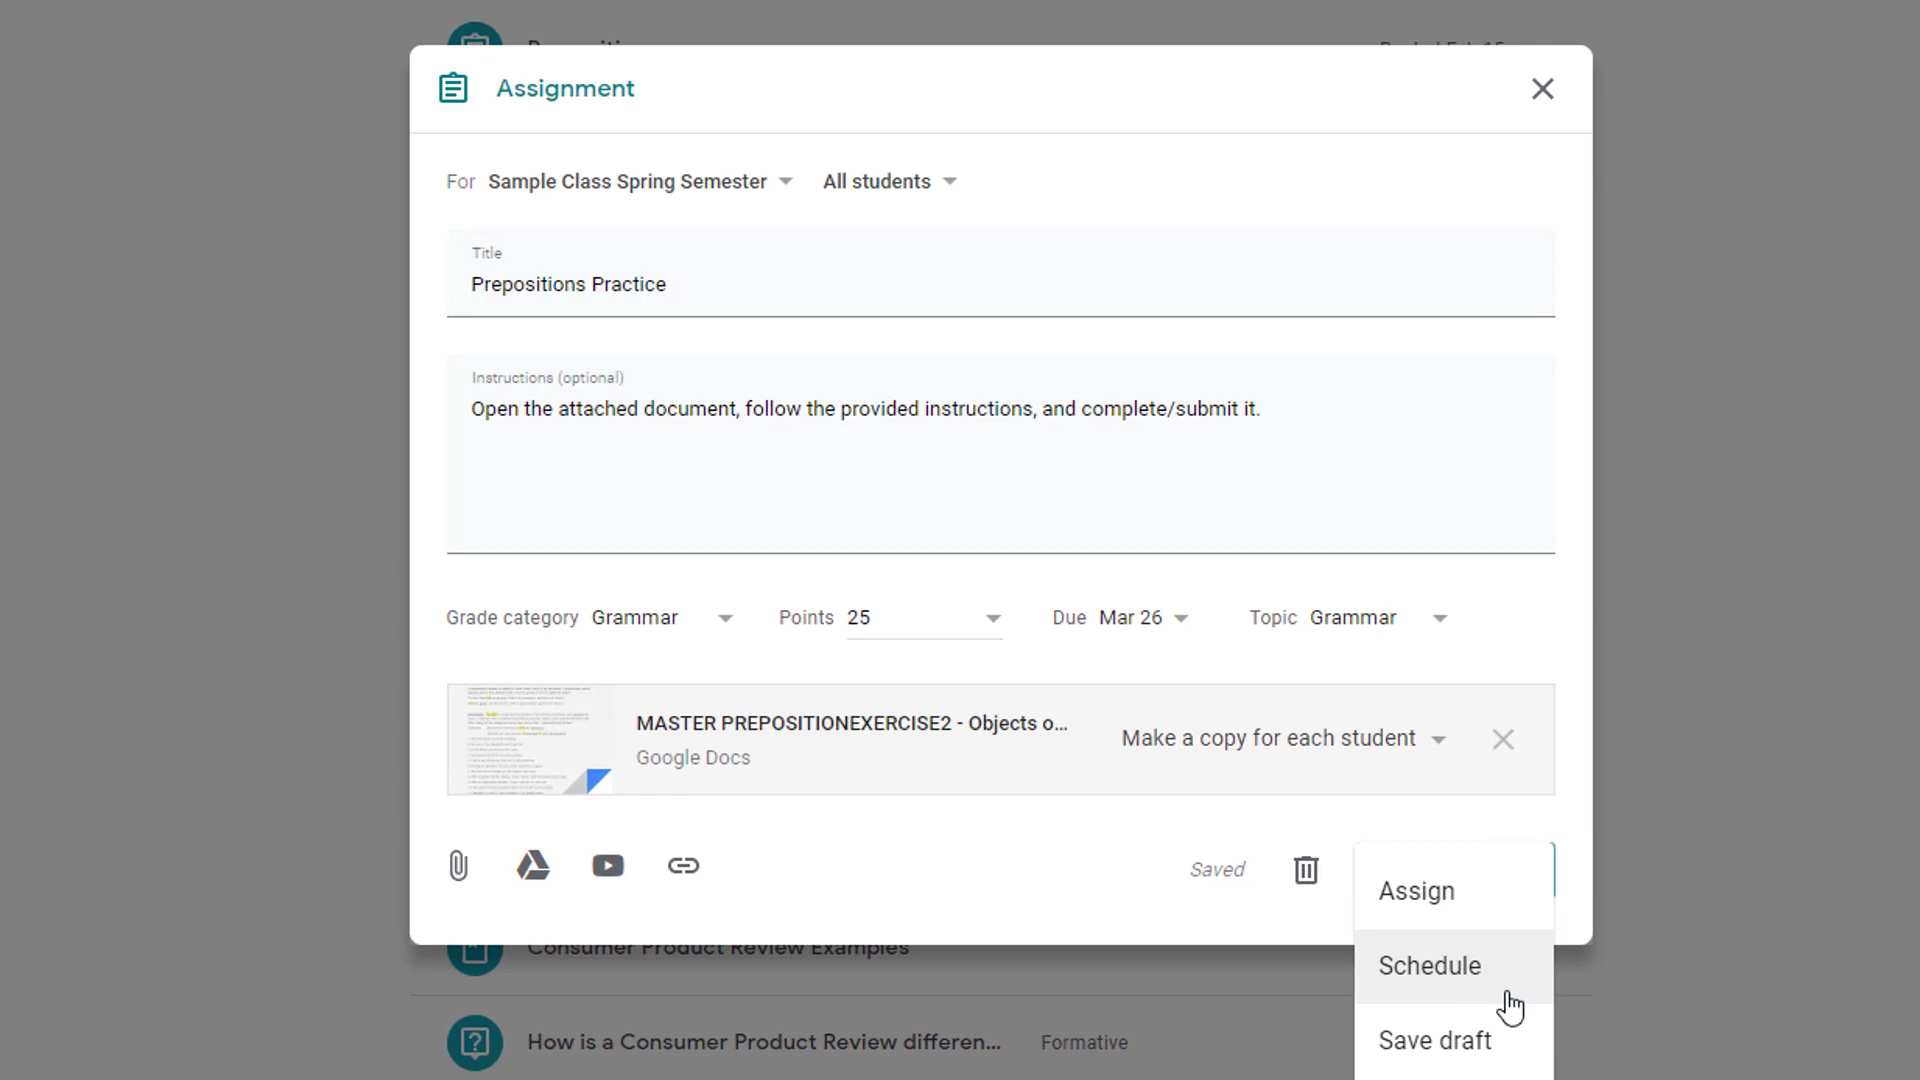 Assignment
For Sample Class Spring Semester All students
Title
Prepositions Practice
Instructions (optional)
Open the attached document, follow the provided instructions, and complete/submit it.
Grade category Grammar Points 25 Due Mar 26 Topic Grammar
MASTER PREPOSITIONEXERCISE2 - Objects o...
Google Docs
Make a copy for each student
Saved
Assign
Schedule
Save draft
Consumer Product Review Examples
How is a Consumer Product Review differen... Formative